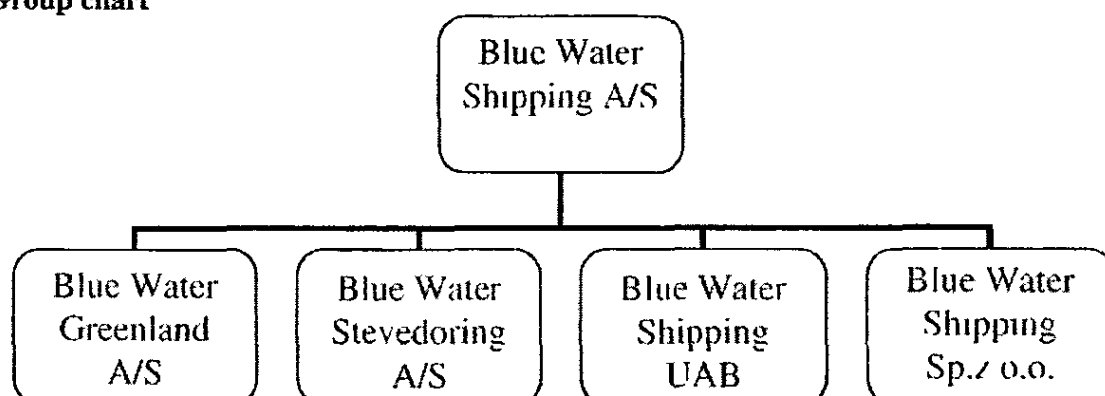 Group chart
Blue Water
Shipping A/S
Blue Water
Greenland
A/S
Blue Water
Stevedoring
A/S
Blue Water
Shipping
UAB
Blue Water
Shipping
Sp.z o.o.